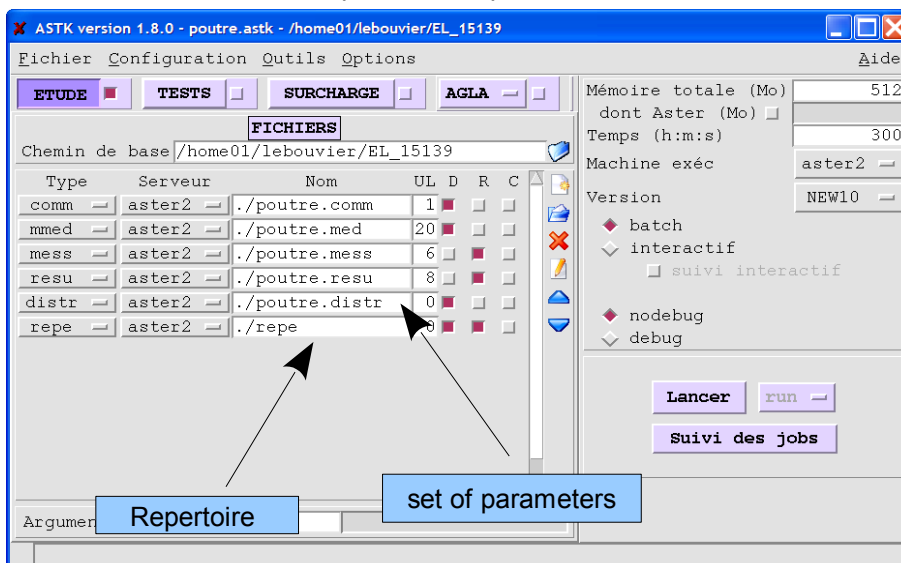 ASTK version 1.8.0 - poutre.astk - /home01/lebouvier/EL_15139
Fichier Configuration Outils Options Aide
ETUDE TESTS SURCHARGE AGLA
FICHIERS
Chemin de base /home01/lebouvier/EL_15139
Type Serveur Nom UL D R C
comm aster2 ./poutre.comm 1
mmed aster2 ./poutre.med 20
mess aster2 ./poutre.mess 6
resu aster2 ./poutre.resu 8
distr aster2 ./poutre.distr 0
repe aster2 ./repe 0
Mémoire totale (Mo) 512
dont Aster (Mo)
Temps (h:m:s) 300
Machine exéc aster2
Version NEW10
batch
interactif
suivi interactif
nodebug
debug
Lancer run
Suivi des jobs
Repertoire
set of parameters
Argumen